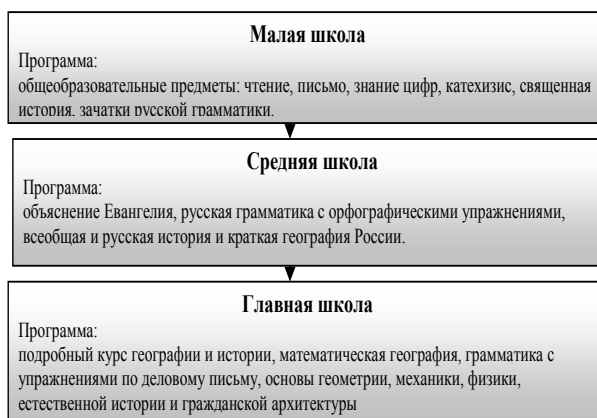 Малая школа
Программа:
общеобразовательные предметы: чтение, письмо, знание цифр, катехизис, священная
история, зачатки русской грамматики.
Средняя школа
Программа:
объяснение Евангелия, русская грамматика с орфографическими упражнениями,
всеобщая и русская история и краткая география России.
Главная школа
Программа:
подробный курс географии и истории, математическая география, грамматика с
упражнениями по деловому письму, основы геометрии, механики, физики,
естественной истории и гражданской архитектуры